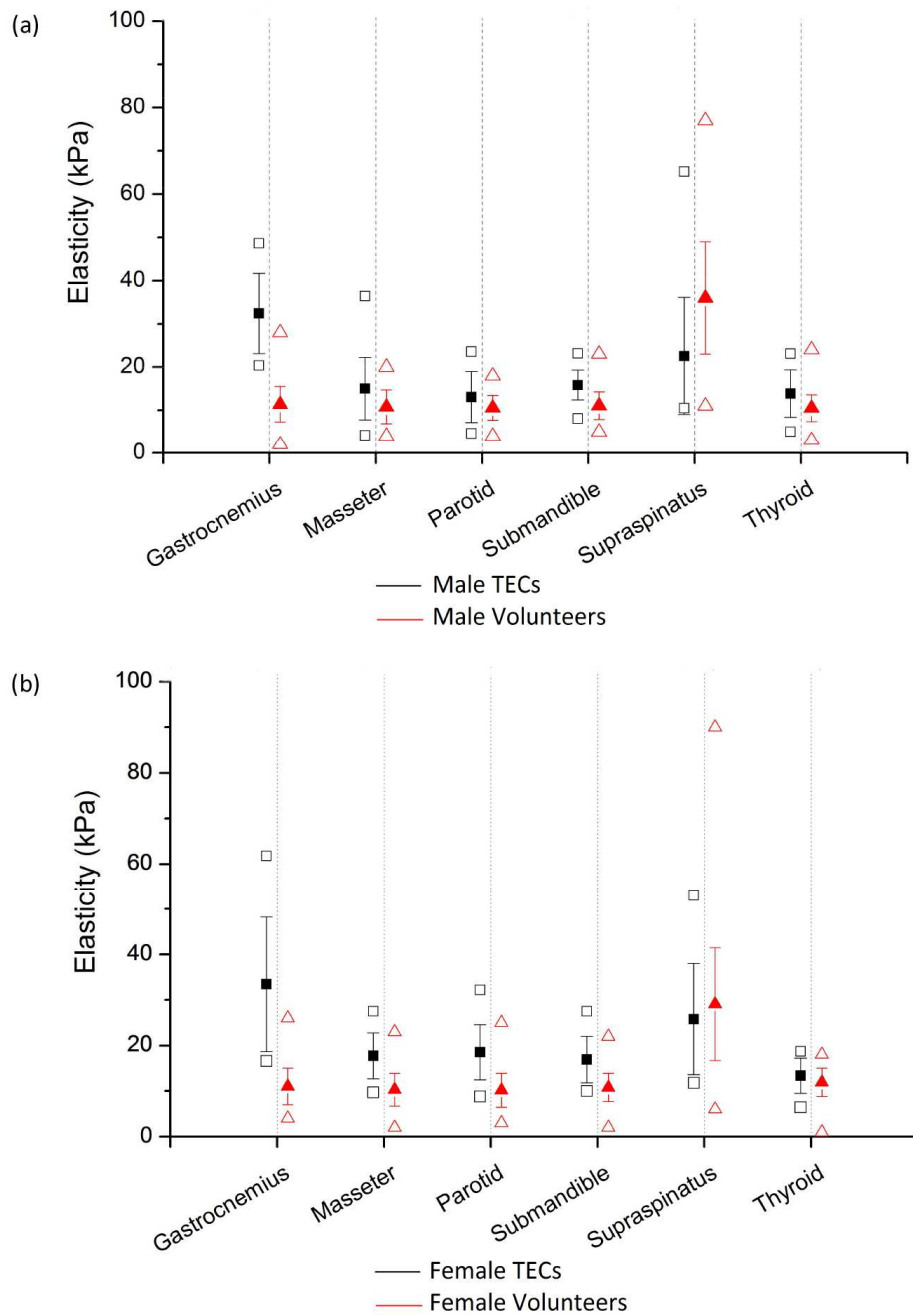 (a)
Elasticity (kPa)
100
80
60
40
20
0
Gastrocnemius
Masseter
Parotid
Submandible
Supraspinatus
Thyroid
Male TECs
Male Volunteers
(b)
Elasticity (kPa)
100
80
60
40
20
0
Gastrocnemius
Masseter
Parotid
Submandible
Supraspinatus
Thyroid
Female TECs
Female Volunteers